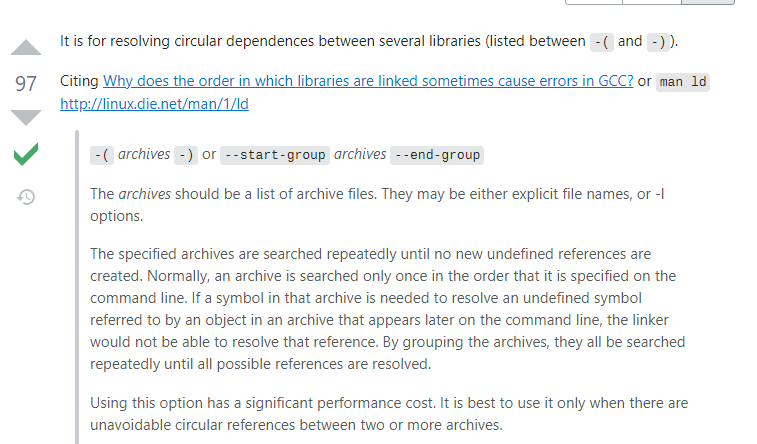 It is for resolving circular dependences between several libraries (listed between -( and -)).
97
Citing Why does the order in which libraries are linked sometimes cause errors in GCC? or man ld
http://linux.die.net/man/1/ld
-( archives -) or --start-group archives --end-group
The archives should be a list of archive files. They may be either explicit file names, or -l
options.
The specified archives are searched repeatedly until no new undefined references are
created. Normally, an archive is searched only once in the order that it is specified on the
command line. If a symbol in that archive is needed to resolve an undefined symbol
referred to by an object in an archive that appears later on the command line, the linker
would not be able to resolve that reference. By grouping the archives, they all be searched
repeatedly until all possible references are resolved.
Using this option has a significant performance cost. It is best to use it only when there are
unavoidable circular references between two or more archives.